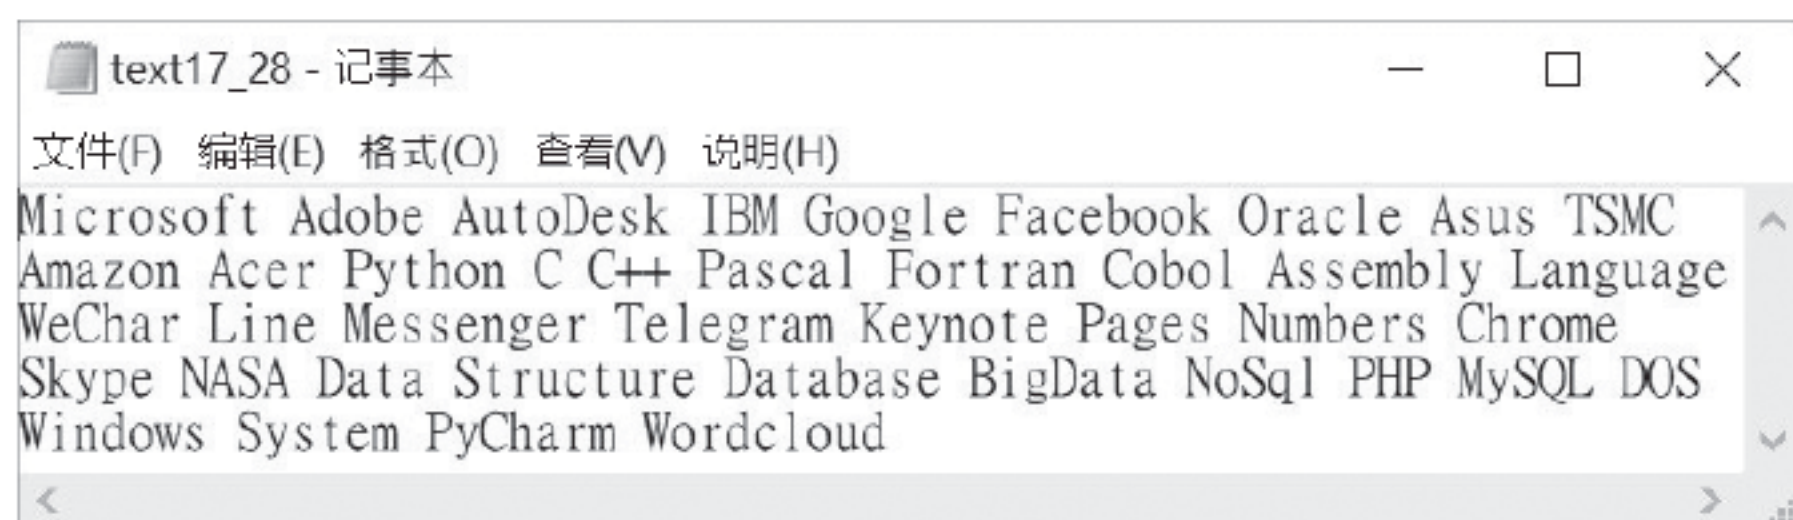 text17_28 - 记事本
文件(F) 编辑(E) 格式(O) 查看(V) 说明(H)
Microsoft Adobe AutoDesk IBM Google Facebook Oracle Asus TSMC
Amazon Acer Python C C++ Pascal Fortran Cobol Assembly Language
WeChar Line Messenger Telegram Keynote Pages Numbers Chrome
Skype NASA Data Structure Database BigData NoSql PHP MySQL DOS
Windows System PyCharm Wordcloud